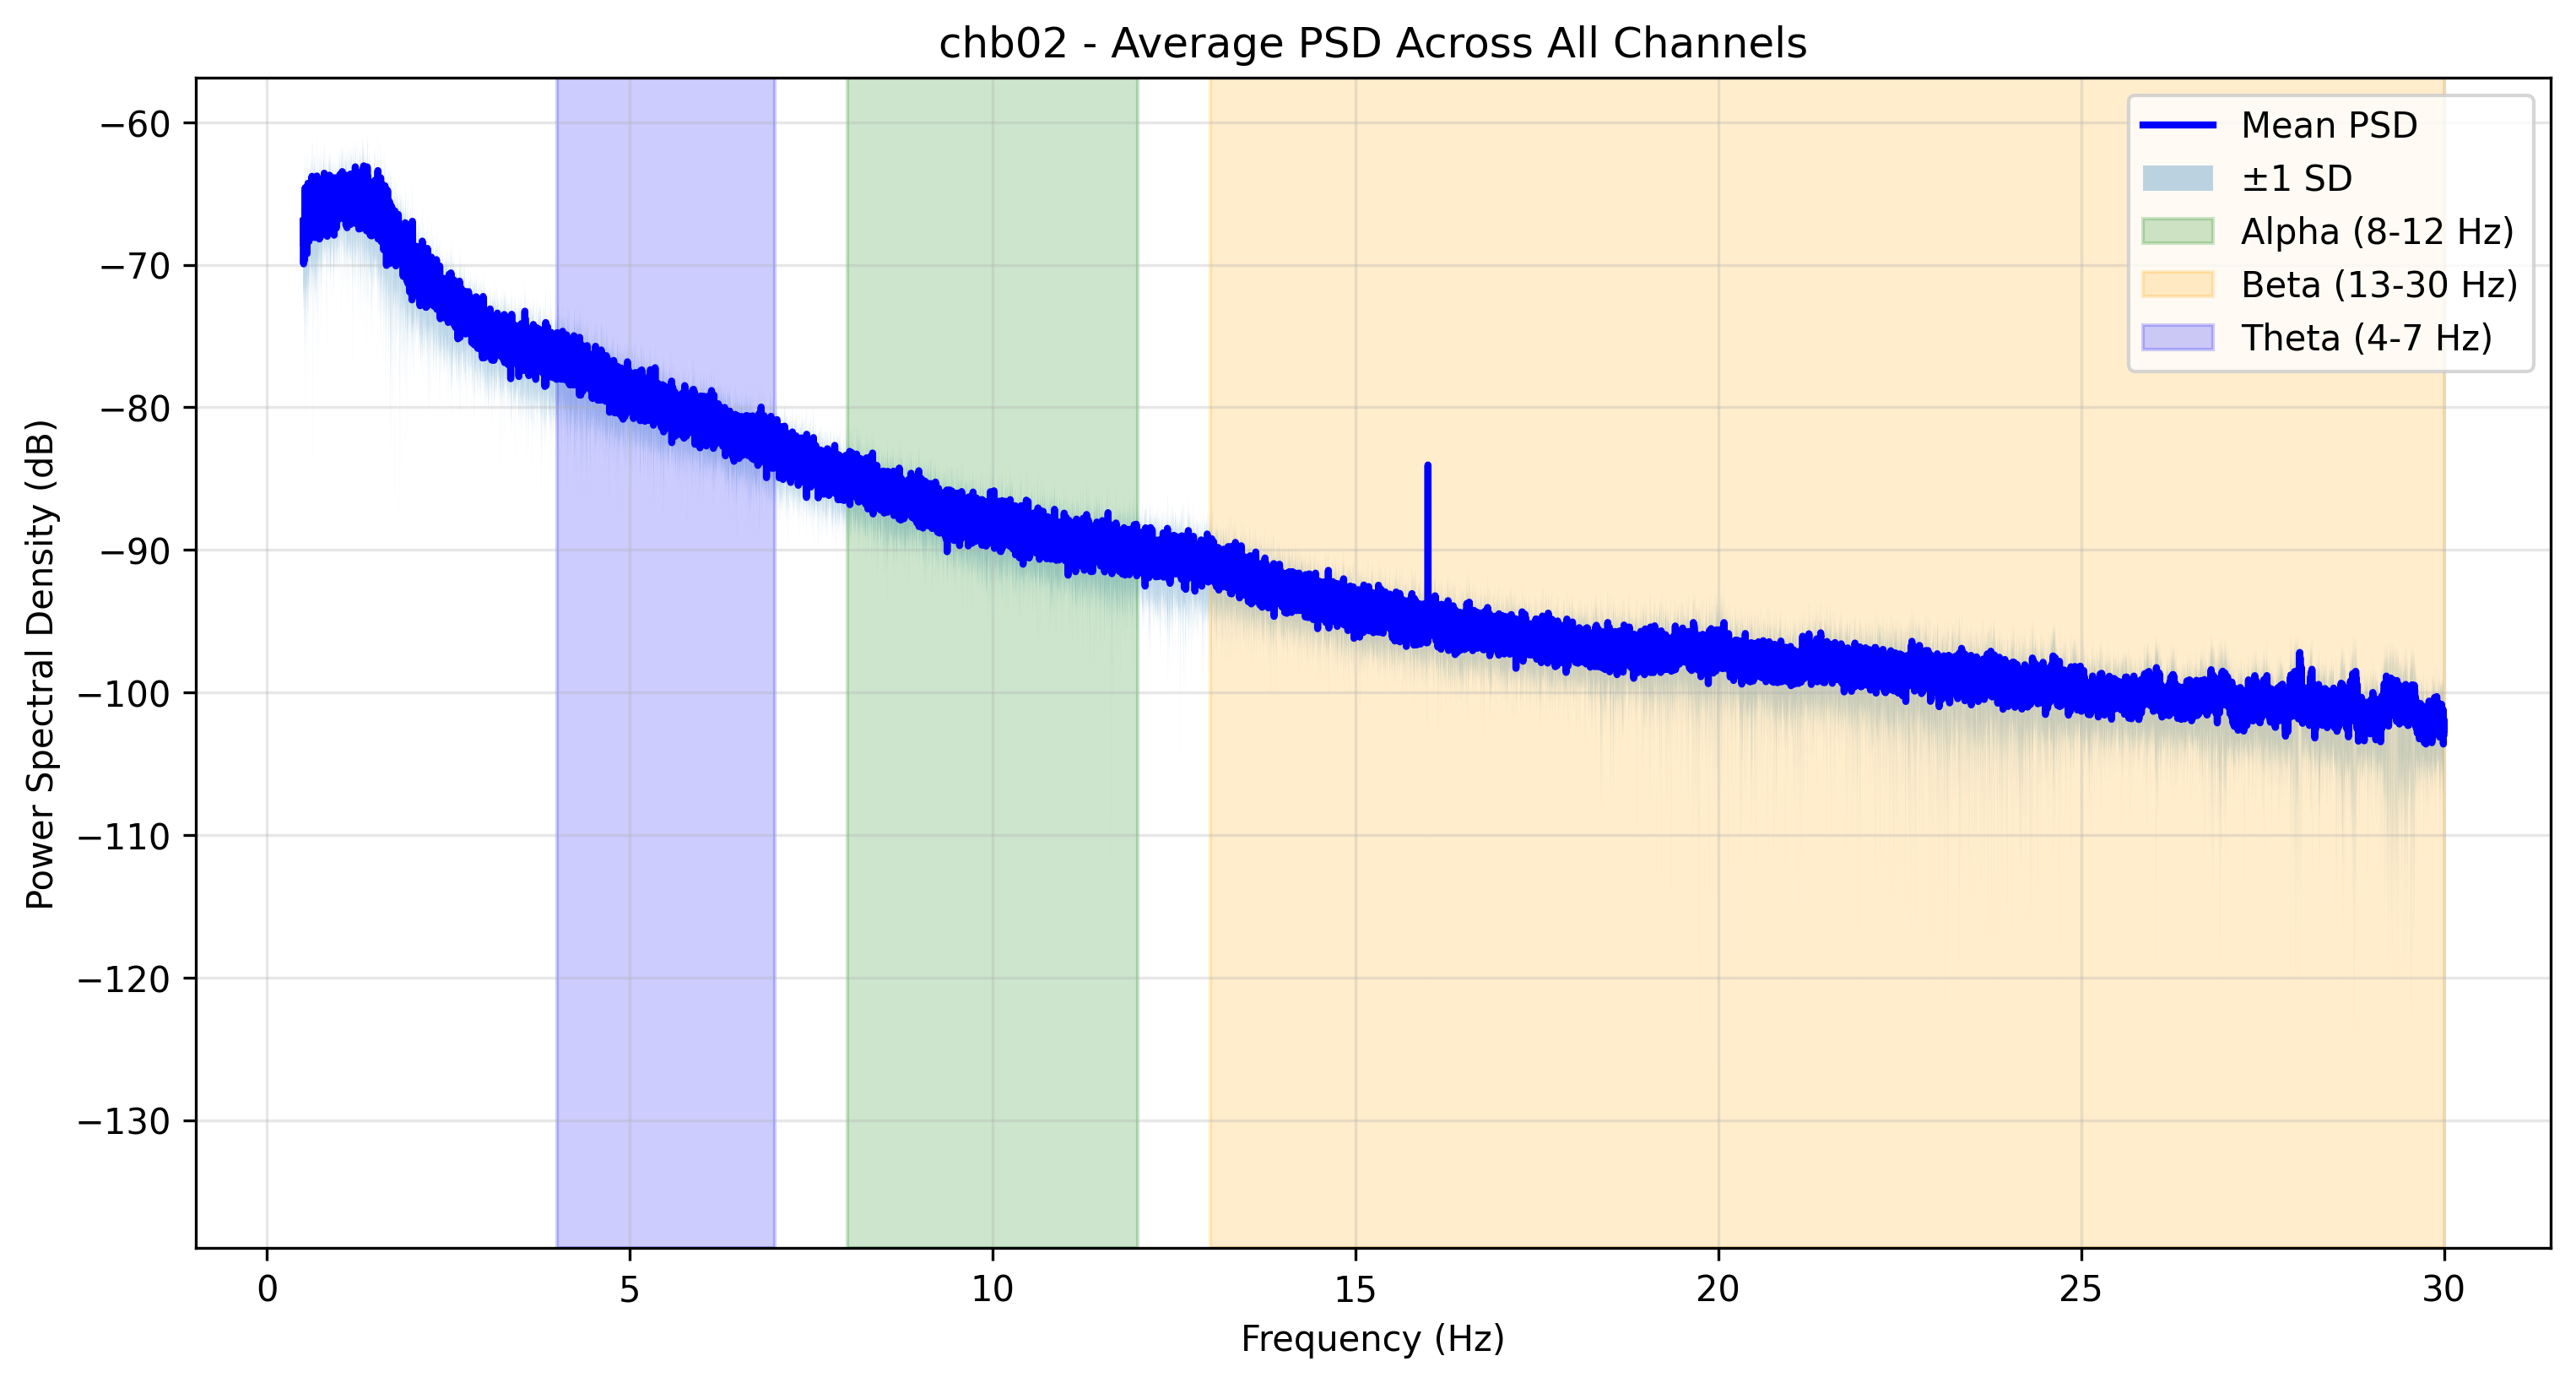 chb02 - Average PSD Across All Channels
Power Spectral Density (dB)
−60
−70
−80
−90
−100
−110
−120
−130
Mean PSD
±1 SD
Alpha (8-12 Hz)
Beta (13-30 Hz)
Theta (4-7 Hz)
0
5
10
15
20
25
30
Frequency (Hz)